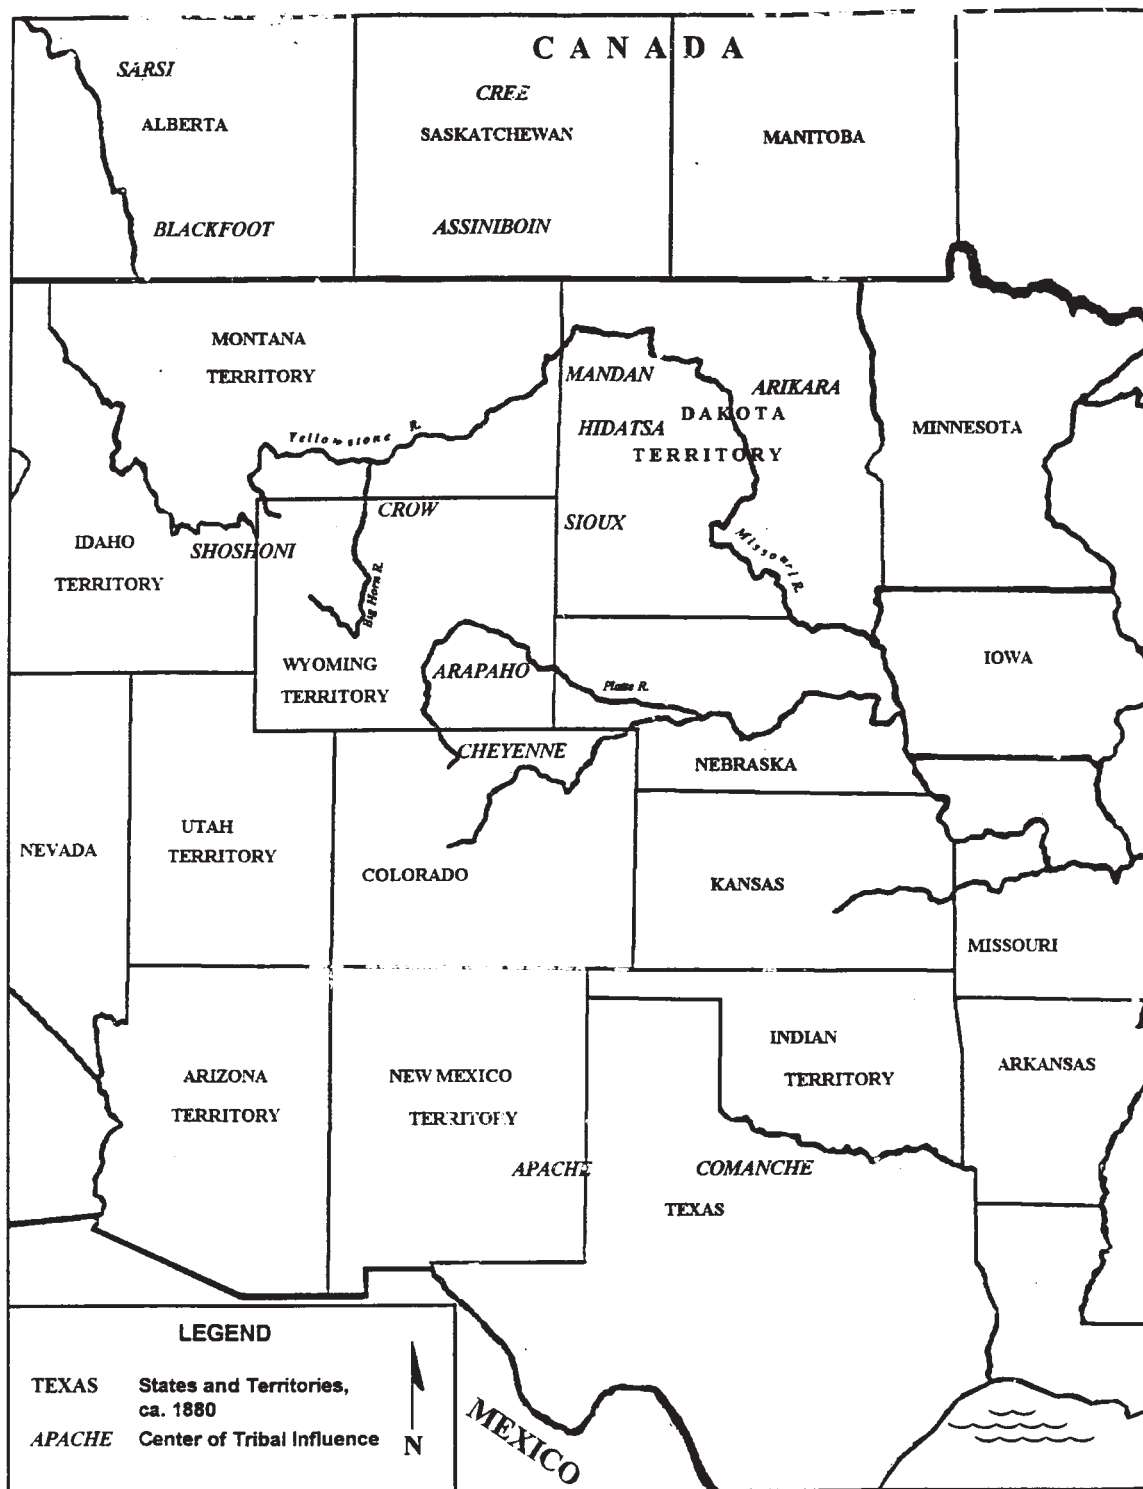 CANADA
SARSI
CREE
ALBERTA
SASKATCHEWAN
MANITOBA
BLACKFOOT
ASSINIBOIN
MONTANA
TERRITORY
MANDAN
ARIKARA
DAKOTA
HIDATSA
TERRITORY
MINNESOTA
Yellowstone R.
CROW
SIOUX
IDAHO
TERRITORY
SHOSHONI
Missouri R.
Big Horn R.
WYOMING
TERRITORY
ARAPAHO
Platte R.
IOWA
CHEYENNE
NEBRASKA
NEVADA
UTAH
TERRITORY
COLORADO
KANSAS
MISSOURI
INDIAN
TERRITORY
ARKANSAS
ARIZONA
TERRITORY
NEW MEXICO
TERRITORY
APACHE
COMANCHE
TEXAS
LEGEND
TEXAS States and Territories,
ca. 1880
APACHE Center of Tribal Influence
N
MEXICO